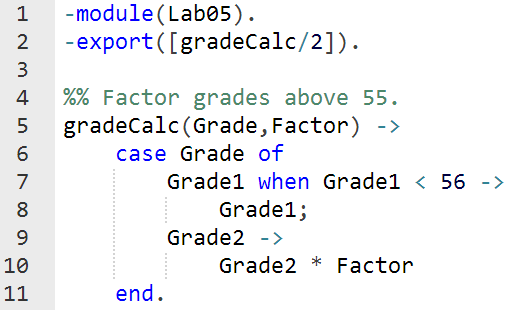 1 -module(Lab05).
2 -export([gradeCalc/2]).
3
4 %% Factor grades above 55.
5 gradeCalc(Grade,Factor) ->
6     case Grade of
7         Grade1 when Grade1 < 56 ->
8             Grade1;
9         Grade2 ->
10             Grade2 * Factor
11     end.